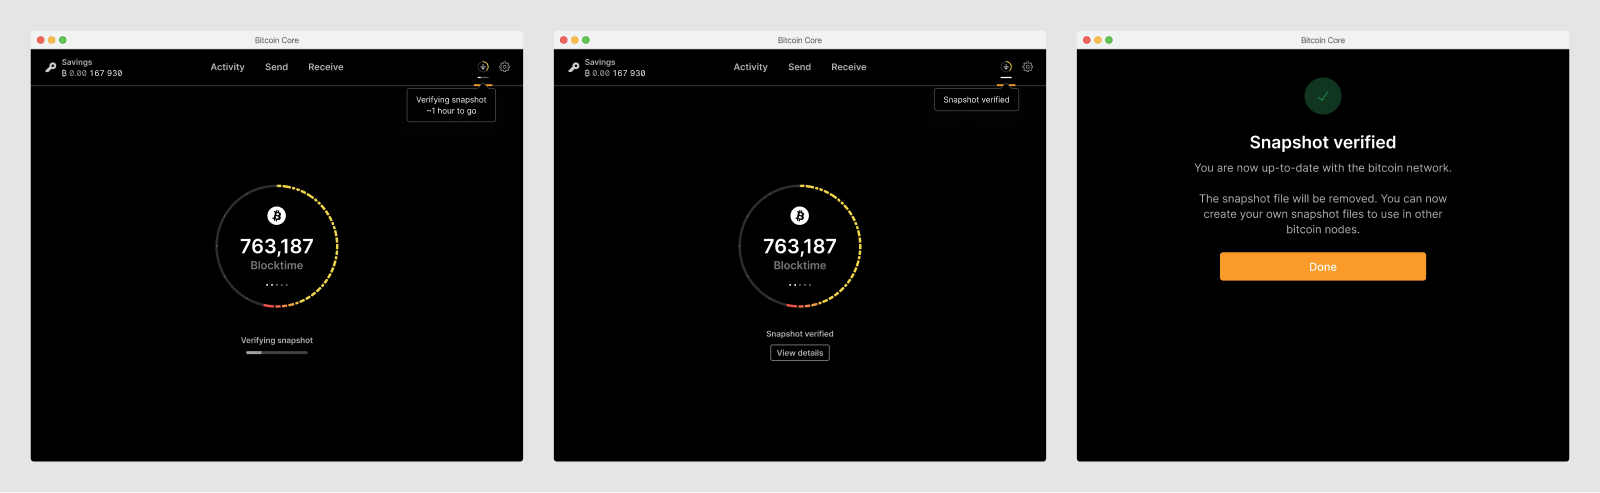 Bitcoin Core
Savings
₿ 0.00 167 930
Activity
Send
Receive
Verifying snapshot
~1 hour to go
763,187
Blocktime
Verifying snapshot
Bitcoin Core
Savings
₿ 0.00 167 930
Activity
Send
Receive
Snapshot verified
763,187
Blocktime
Snapshot verified
View details
Bitcoin Core
Snapshot verified
You are now up-to-date with the bitcoin network.
The snapshot file will be removed. You can now
create your own snapshot files to use in other
bitcoin nodes.
Done